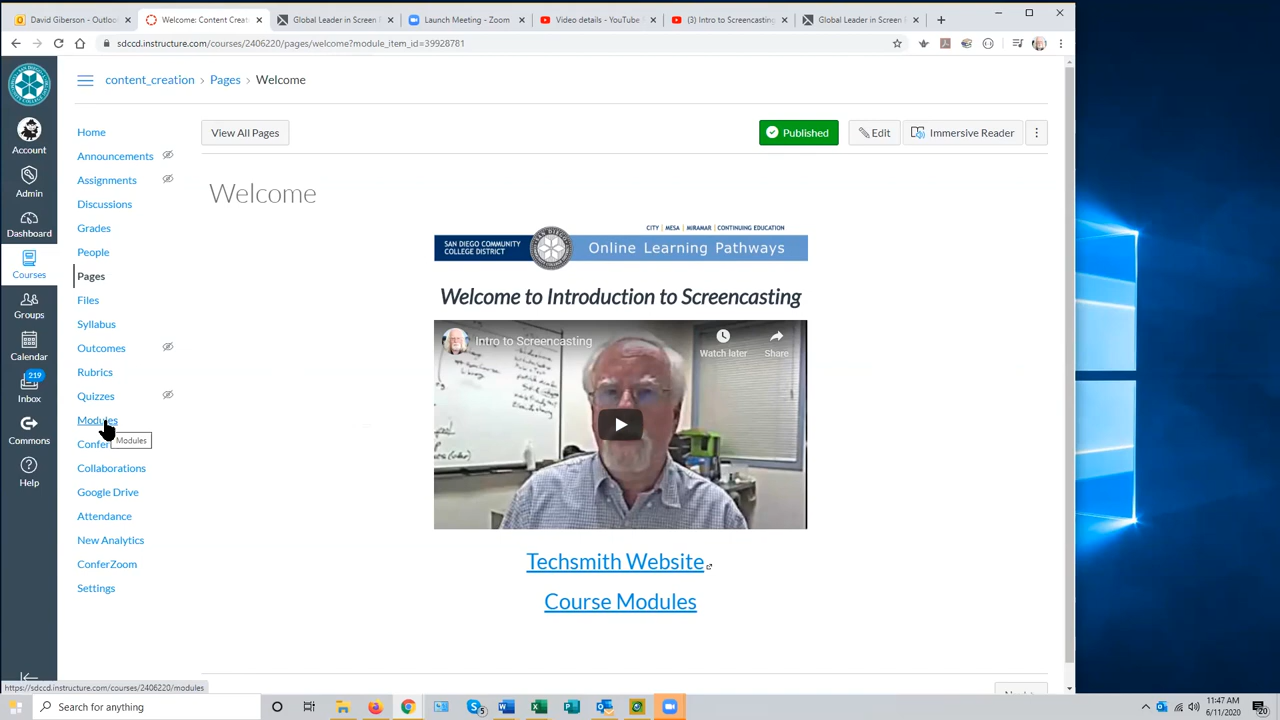 David Giberson - Outloo
Welcome: Content Creat
Global Leader in Screen
Launch Meeting - Zoom
Video details - YouTube
(3) Intro to Screencasting
Global Leader in Screen
sdccd.instructure.com/courses/2406220/pages/welcome?module_item_id=39928781
content_creation > Pages > Welcome
Account
Admin
Dashboard
Courses
Groups
Calendar
219
Inbox
Commons
Help
Home
Announcements
Assignments
Discussions
Grades
People
Pages
Files
Syllabus
Outcomes
Rubrics
Quizzes
Modules
Modules
Confer
Collaborations
Google Drive
Attendance
New Analytics
ConferZoom
Settings
View All Pages
Published
Edit
Immersive Reader
Welcome
CITY | MESA | MIRAMAR | CONTINUING EDUCATION
SAN DIEGO COMMUNITY
COLLEGE DISTRICT
Online Learning Pathways
Welcome to Introduction to Screencasting
Intro to Screencasting
Watch later
Share
Techsmith Website
Course Modules
https://sdccd.instructure.com/courses/2406220/modules
Search for anything
5
11:47 AM
6/11/2020
20